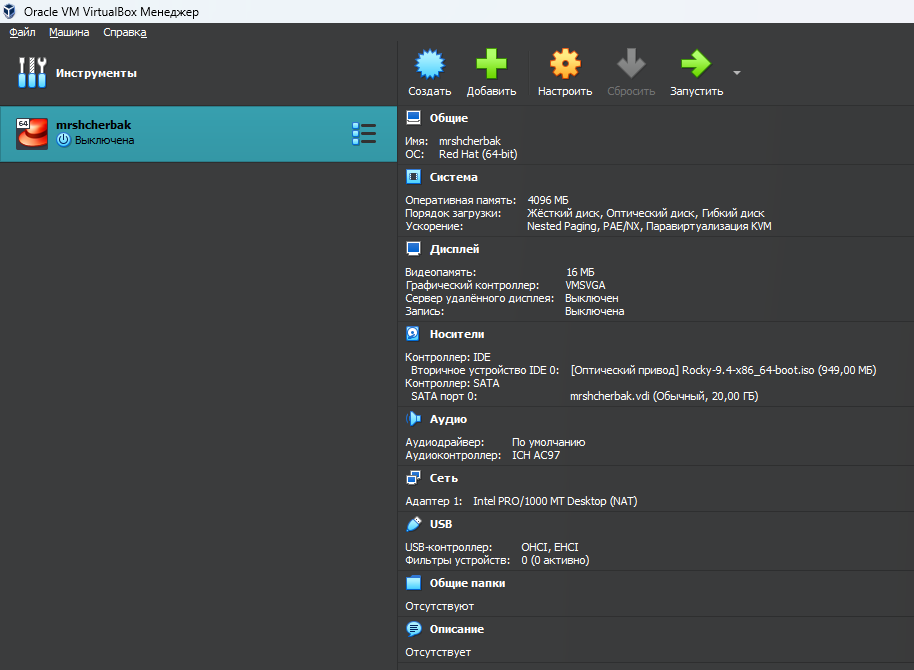 Oracle VM VirtualBox Менеджер
Файл Машина Справка
Инструменты
Создать Добавить Настроить Сбросить Запустить
64
mrshcherbak
Выключена
Общие
Имя: mrshcherbak
ОС: Red Hat (64-bit)
Система
Оперативная память: 4096 МБ
Порядок загрузки: Жёсткий диск, Оптический диск, Гибкий диск
Ускорение: Nested Paging, PAE/NX, Паравиртуализация KVM
Дисплей
Видеопамять: 16 МБ
Графический контроллер: VMSVGA
Сервер удалённого дисплея: Выключен
Запись: Выключена
Носители
Контроллер: IDE
Вторичное устройство IDE 0: [Оптический привод] Rocky-9.4-x86_64-boot.iso (949,00 МБ)
Контроллер: SATA
SATA порт 0: mrshcherbak.vdi (Обычный, 20,00 ГБ)
Аудио
Аудиодрайвер: По умолчанию
Аудиоконтроллер: ICH AC97
Сеть
Адаптер 1: Intel PRO/1000 MT Desktop (NAT)
USB
USB-контроллер: OHCI, EHCI
Фильтры устройств: 0 (0 активно)
Общие папки
Отсутствуют
Описание
Отсутствует